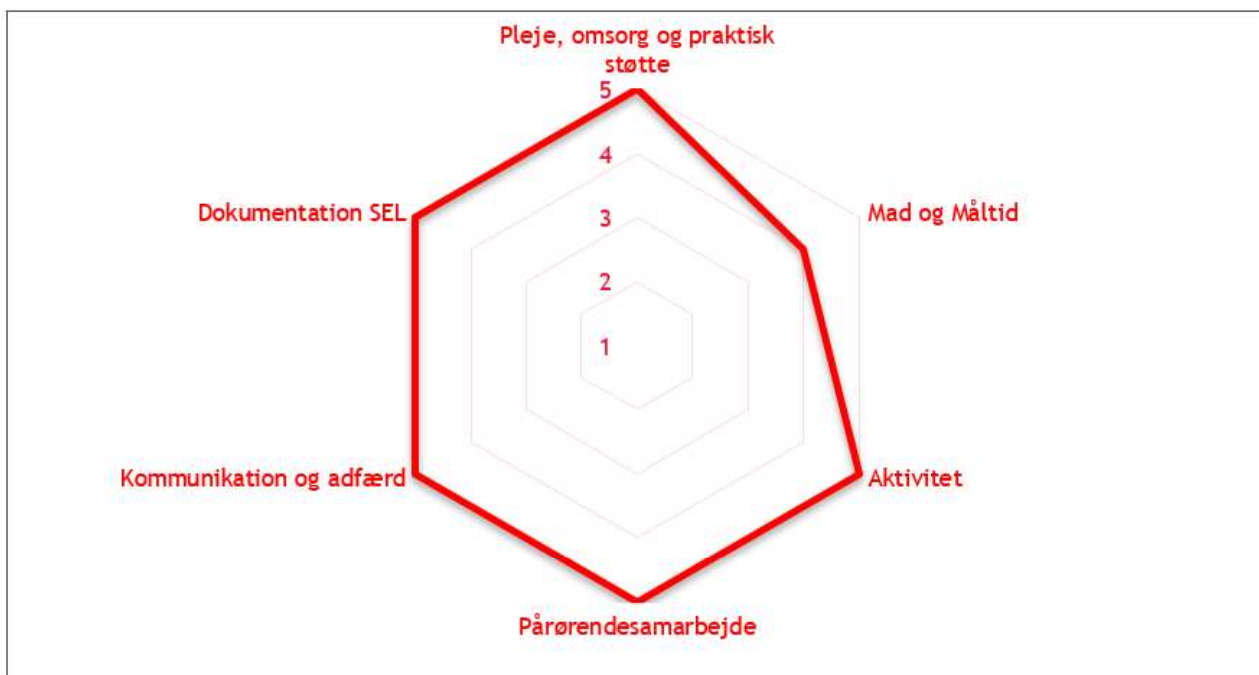 Pleje, omsorg og praktisk
støtte
5
4
Dokumentation SEL
Mad og Måltid
3
2
1
Kommunikation og adfærd
Aktivitet
Pårørendesamarbejde